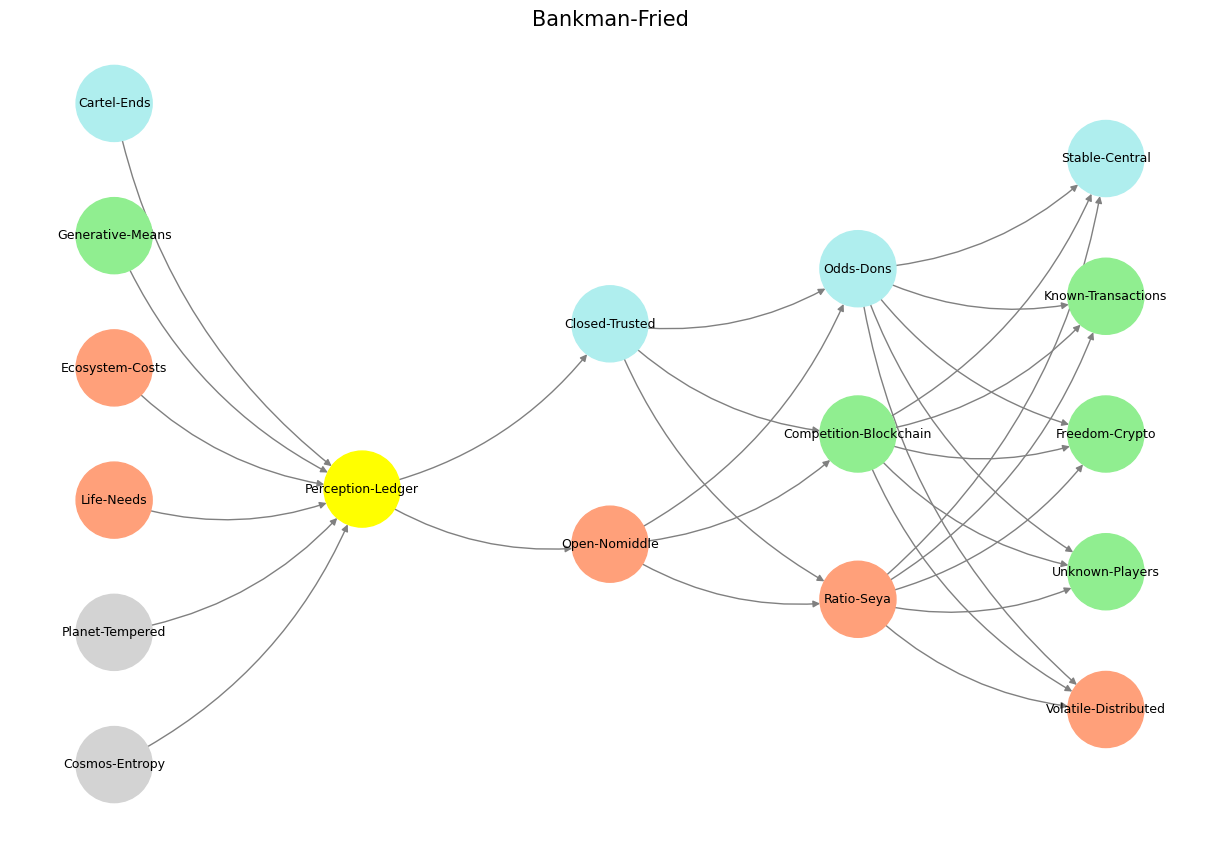 Bankman-Fried
Cartel-Ends
Generative-Means
Ecosystem-Costs
Life-Needs
Planet-Tempered
Cosmos-Entropy
Perception-Ledger
Closed-Trusted
Open-Nomiddle
Odds-Dons
Competition-Blockchain
Ratio-Seya
Stable-Central
Known-Transactions
Freedom-Crypto
Unknown-Players
Volatile-Distributed